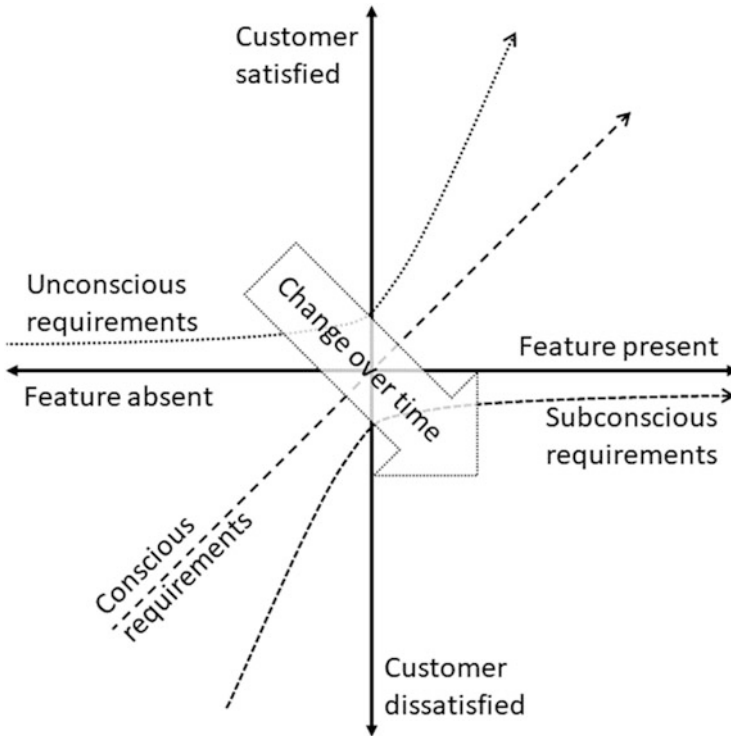 Customer
satisfied
Unconscious
requirements
Change over time
Feature present
Feature absent
Subconscious
requirements
Conscious
requirements
Customer
dissatisfied